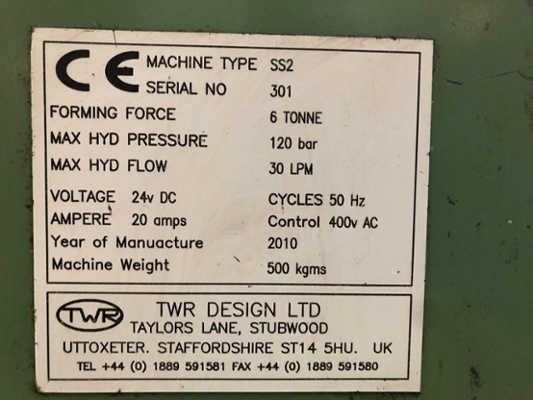 CE MACHINE TYPE SS2
SERIAL NO 301
FORMING FORCE 6 TONNE
MAX HYD PRESSURE 120 bar
MAX HYD FLOW 30 LPM
VOLTAGE 24v DC CYCLES 50 Hz
AMPERE 20 amps Control 400v AC
Year of Manuacture 2010
Machine Weight 500 kgms
TWR TWR DESIGN LTD
TAYLORS LANE, STUBWOOD
UTTOXETER. STAFFORDSHIRE ST14 5HU. UK
TEL +44 (0) 1889 591581 FAX +44 (0) 1889 591580